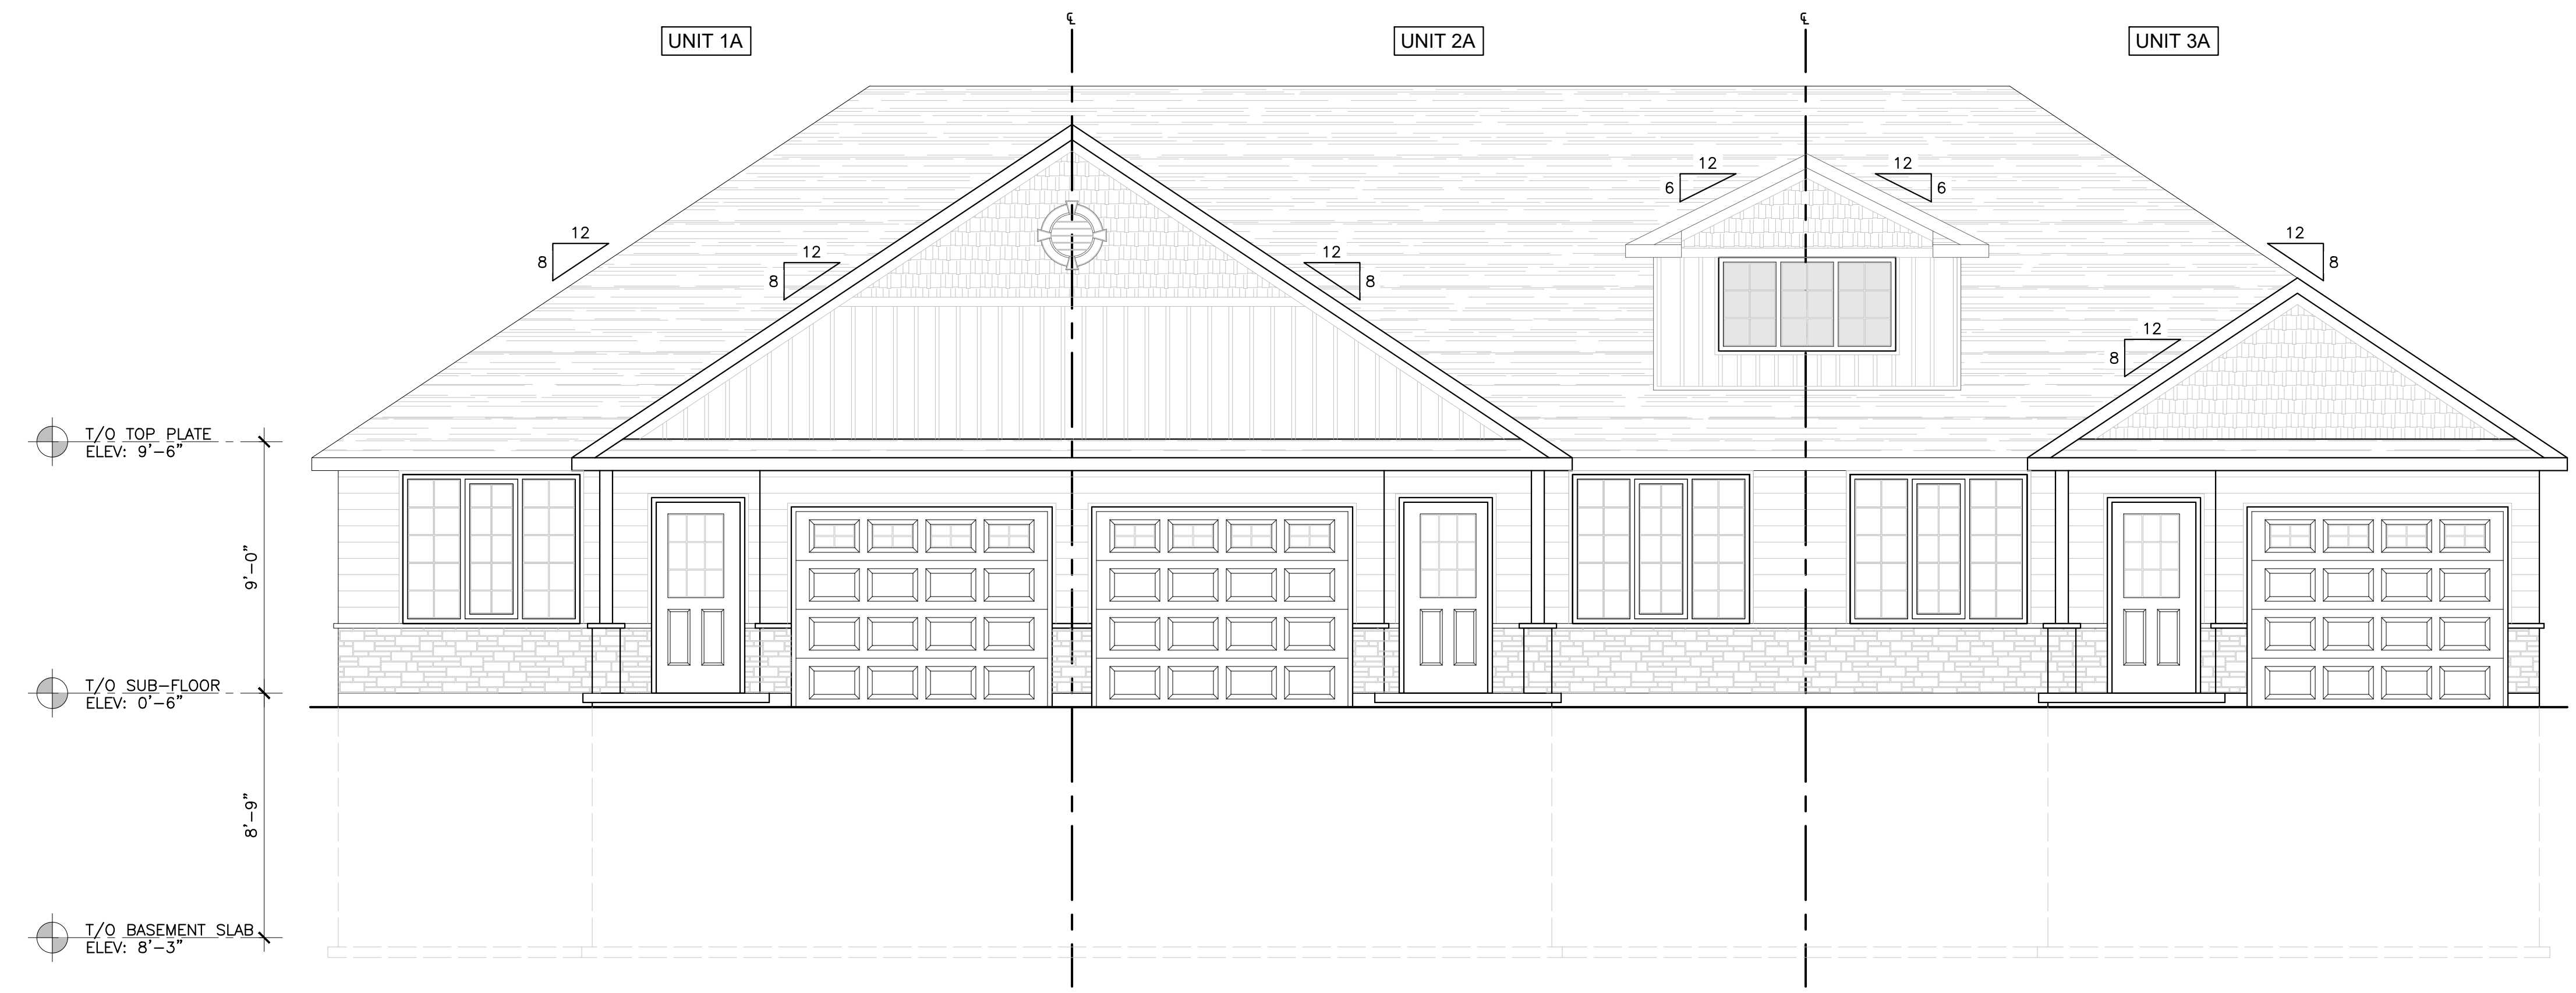 ℄
℄
UNIT 1A
UNIT 2A
UNIT 3A
12
6
12
6
12
8
12
8
12
8
12
8
12
8
T/O TOP PLATE
ELEV: 9'-6"
9'-0"
T/O SUB-FLOOR
ELEV: 0'-6"
8'-9"
T/O BASEMENT SLAB
ELEV: 8'-3"